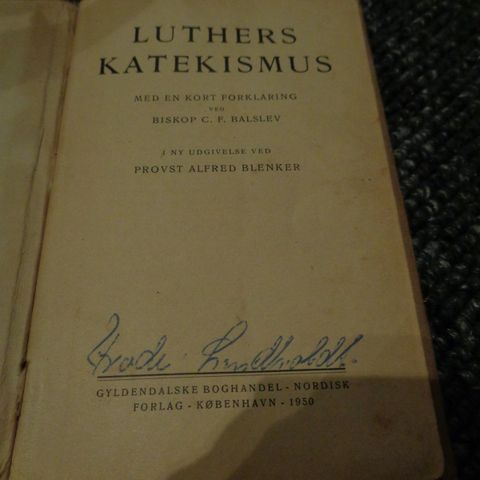 LUTHERS
KATEKISMUS
MED EN KORT FORKLARING
VED
BISKOP C. F. BALSLEV
I NY UDGIVELSE VED
PROVST ALFRED BLENKER
GYLDENDALSKE BOGHANDEL - NORDISK
FORLAG - KØBENHAVN - 1950